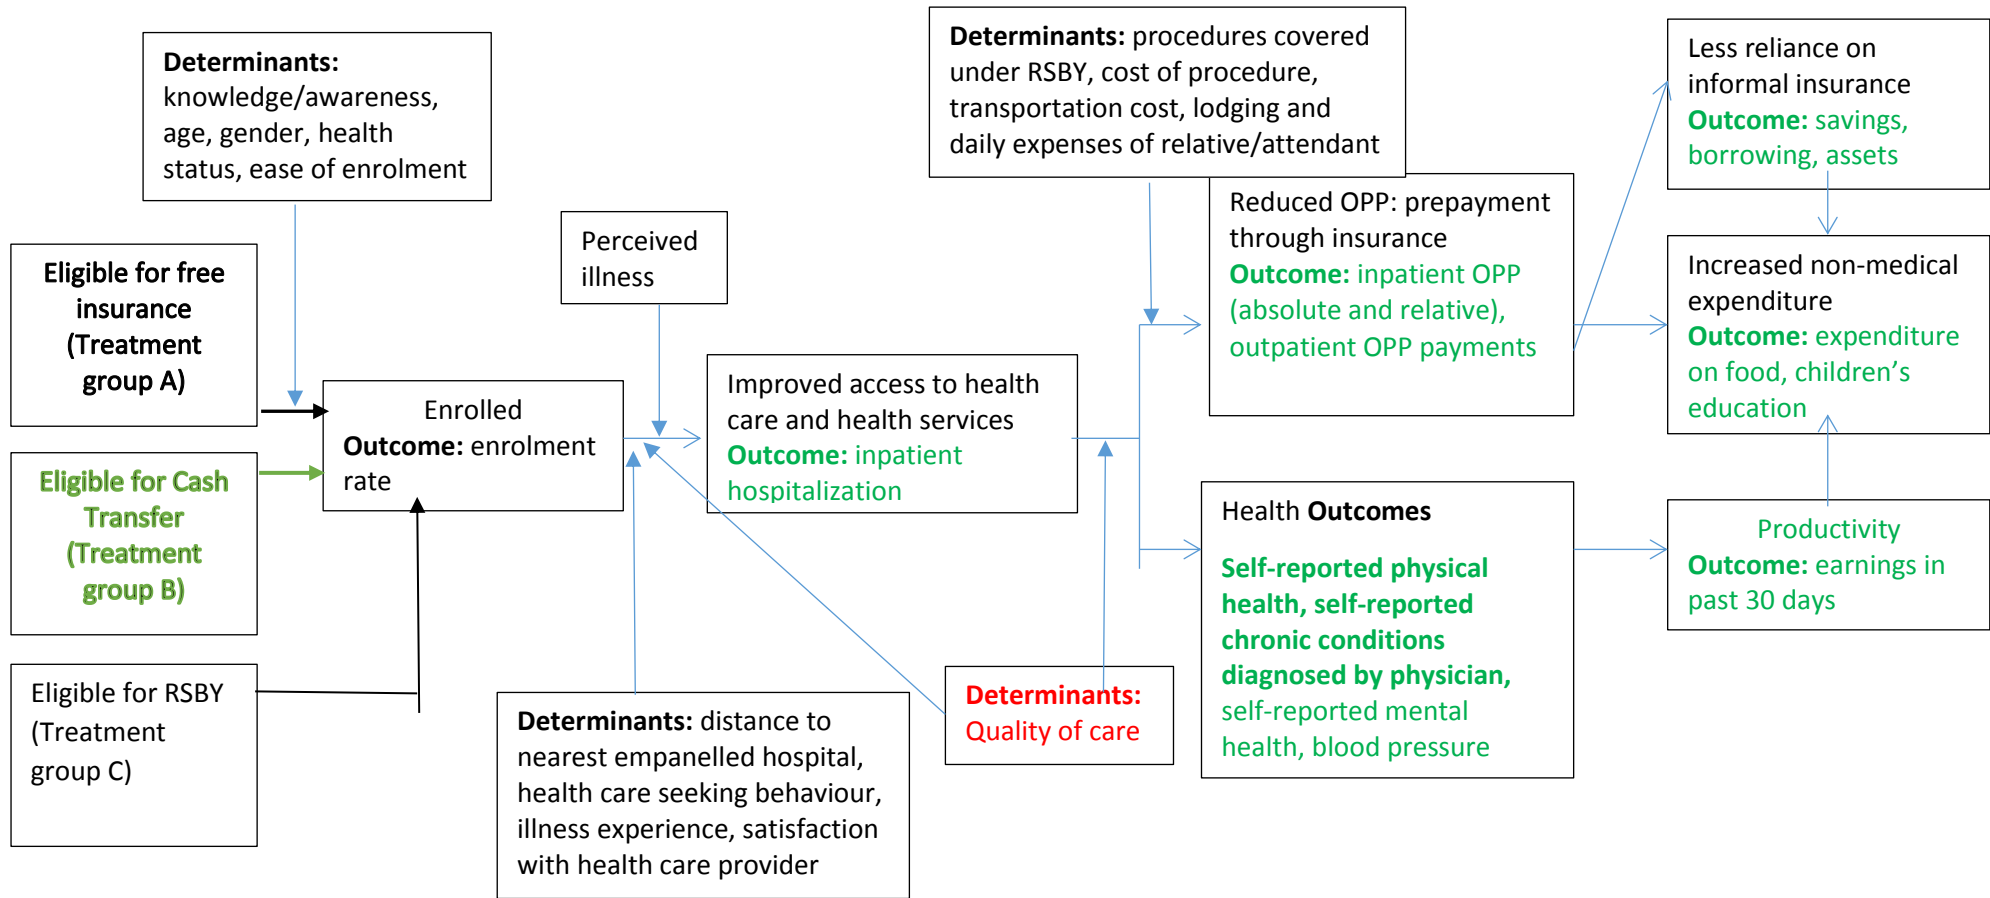 Determinants:
knowledge/awareness,
age, gender, health
status, ease of enrolment
Determinants: procedures covered
under RSBY, cost of procedure,
transportation cost, lodging and
daily expenses of relative/attendant
Less reliance on
informal insurance
Outcome: savings,
borrowing, assets
Eligible for free
insurance
(Treatment
group A)
Perceived
illness
Reduced OPP: prepayment
through insurance
Outcome: inpatient OPP
(absolute and relative),
outpatient OPP payments
Increased non-medical
expenditure
Outcome: expenditure
on food, children’s
education
Enrolled
Outcome: enrolment
rate
Improved access to health
care and health services
Outcome: inpatient
hospitalization
Eligible for Cash
Transfer
(Treatment
group B)
Health Outcomes
Self-reported physical
health, self-reported
chronic conditions
diagnosed by physician,
self-reported mental
health, blood pressure
Productivity
Outcome: earnings in
past 30 days
Eligible for RSBY
(Treatment
group C)
Determinants: distance to
nearest empanelled hospital,
health care seeking behaviour,
illness experience, satisfaction
with health care provider
Determinants:
Quality of care